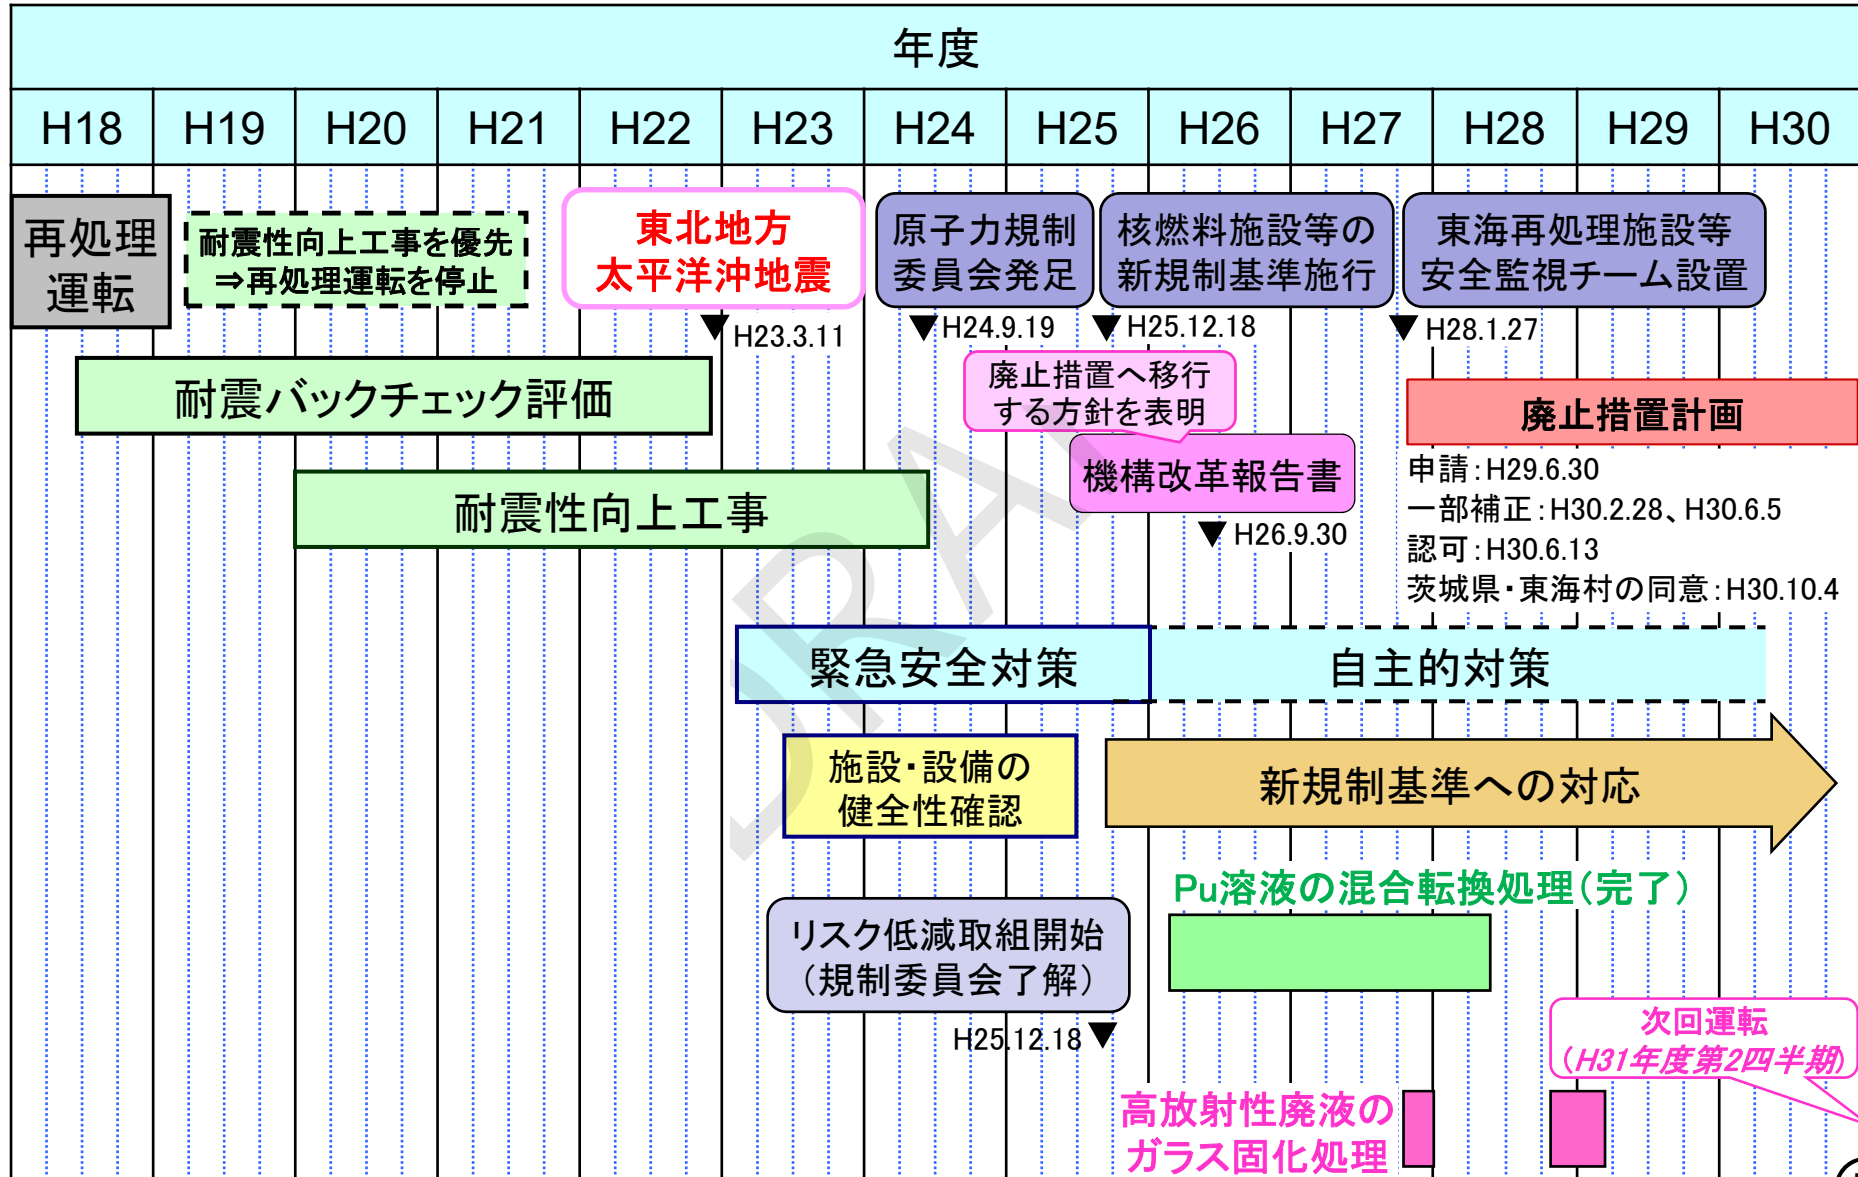 年度
H18 H19 H20 H21 H22 H23 H24 H25 H26 H27 H28 H29 H30
再処理
運転
耐震性向上工事を優先
⇒再処理運転を停止
東北地方
太平洋沖地震
H23.3.11
原子力規制
委員会発足
H24.9.19
核燃料施設等の
新規制基準施行
H25.12.18
東海再処理施設等
安全監視チーム設置
H28.1.27
耐震バックチェック評価
廃止措置へ移行
する方針を表明
廃止措置計画
機構改革報告書
H26.9.30
申請:H29.6.30
一部補正:H30.2.28、H30.6.5
認可:H30.6.13
茨城県・東海村の同意:H30.10.4
耐震性向上工事
緊急安全対策
自主的対策
施設・設備の
健全性確認
新規制基準への対応
Pu溶液の混合転換処理(完了)
リスク低減取組開始
(規制委員会了解)
H25.12.18
次回運転
(H31年度第2四半期)
高放射性廃液の
ガラス固化処理
DRA